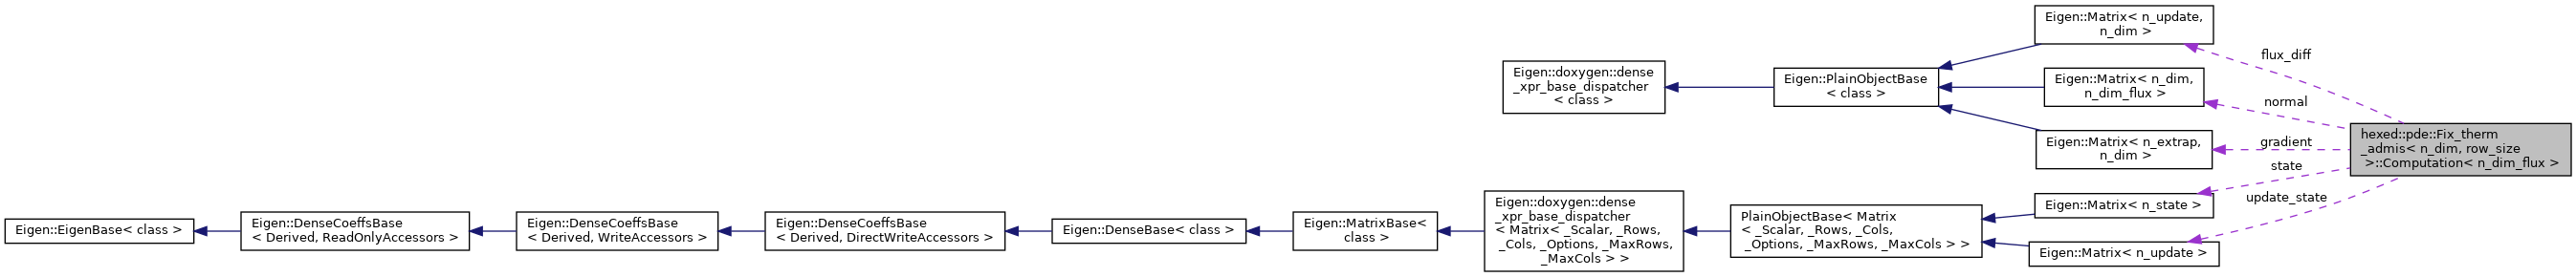 Eigen::Matrix< n_update,
n_dim >
flux_diff
Eigen::doxygen::dense
_xpr_base_dispatcher
< class >
Eigen::PlainObjectBase
< class >
Eigen::Matrix< n_dim,
n_dim_flux >
normal
Eigen::Matrix< n_extrap,
n_dim >
gradient
hexed::pde::Fix_therm
_admis< n_dim, row_size
>::Computation< n_dim_flux >
state
Eigen::Matrix< n_state >
update_state
Eigen::EigenBase< class >
Eigen::DenseCoeffsBase
< Derived, ReadOnlyAccessors >
Eigen::DenseCoeffsBase
< Derived, WriteAccessors >
Eigen::DenseCoeffsBase
< Derived, DirectWriteAccessors >
Eigen::DenseBase< class >
Eigen::MatrixBase<
class >
Eigen::doxygen::dense
_xpr_base_dispatcher
< Matrix< _Scalar, _Rows,
_Cols, _Options, _MaxRows,
_MaxCols > >
PlainObjectBase< Matrix
< _Scalar, _Rows, _Cols,
_Options, _MaxRows, _MaxCols > >
Eigen::Matrix< n_update >